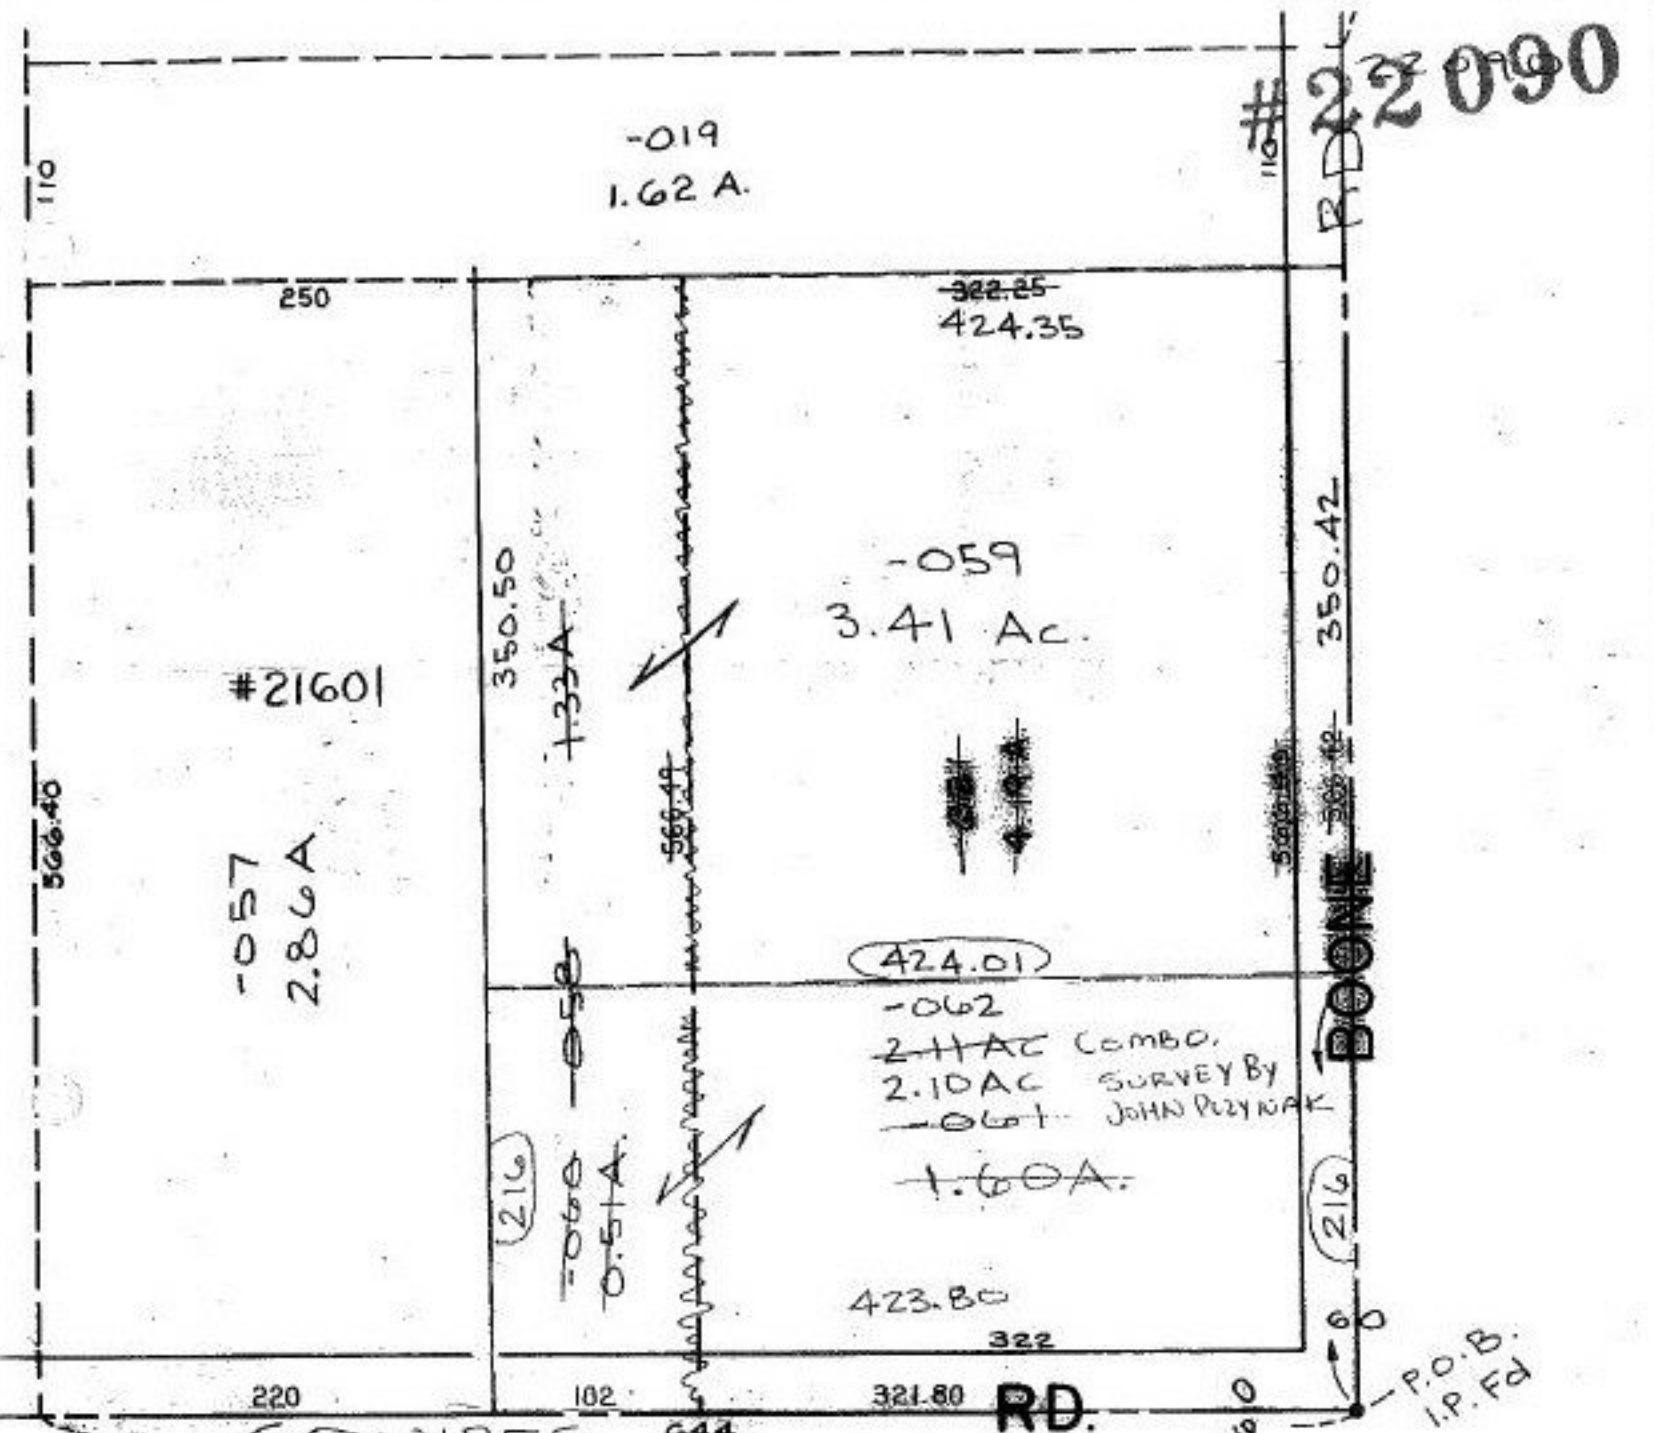 #22090
110
-019
1.62 A.
110
RD
250
322.25
424.35
350.50
1.33 A
-059
3.41 Ac.
350.42
#21601
566.49
566.40
-057
2.86 A
BOONE
-058
424.01
-062
2.11 AC COMBO.
2.10 AC SURVEY BY
-061 JOHN PUZYNAK
1.60 A.
216
-060
0.51 A.
216
423.80
322
60
P.O.B.
I.P. Fd
220
102
321.80
RD.
644